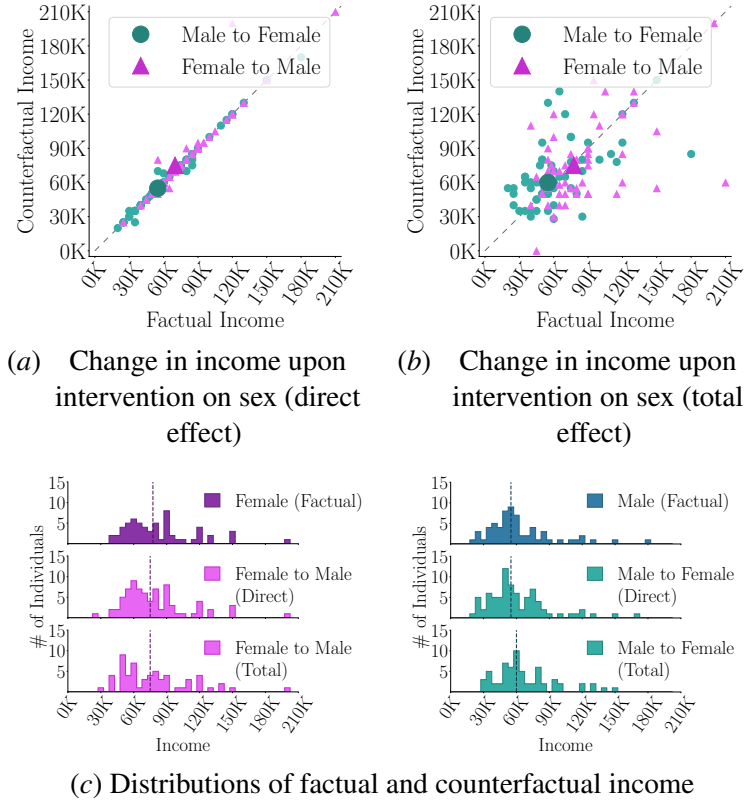 210K
180K
150K
120K
90K
60K
30K
0K
Counterfactual Income
Male to Female
Female to Male
0K
30K
60K
90K
120K
150K
180K
210K
Factual Income
210K
180K
150K
120K
90K
60K
30K
0K
Counterfactual Income
Male to Female
Female to Male
0K
30K
60K
90K
120K
150K
180K
210K
Factual Income
(a) Change in income upon
intervention on sex (direct
effect)
(b) Change in income upon
intervention on sex (total
effect)
# of Individuals
15
10
5
Female (Factual)
15
10
5
Female to Male
(Direct)
15
10
5
Female to Male
(Total)
0K
30K
60K
90K
120K
150K
180K
210K
Income
# of Individuals
15
10
5
Male (Factual)
15
10
5
Male to Female
(Direct)
15
10
5
Male to Female
(Total)
0K
30K
60K
90K
120K
150K
180K
210K
Income
(c) Distributions of factual and counterfactual income